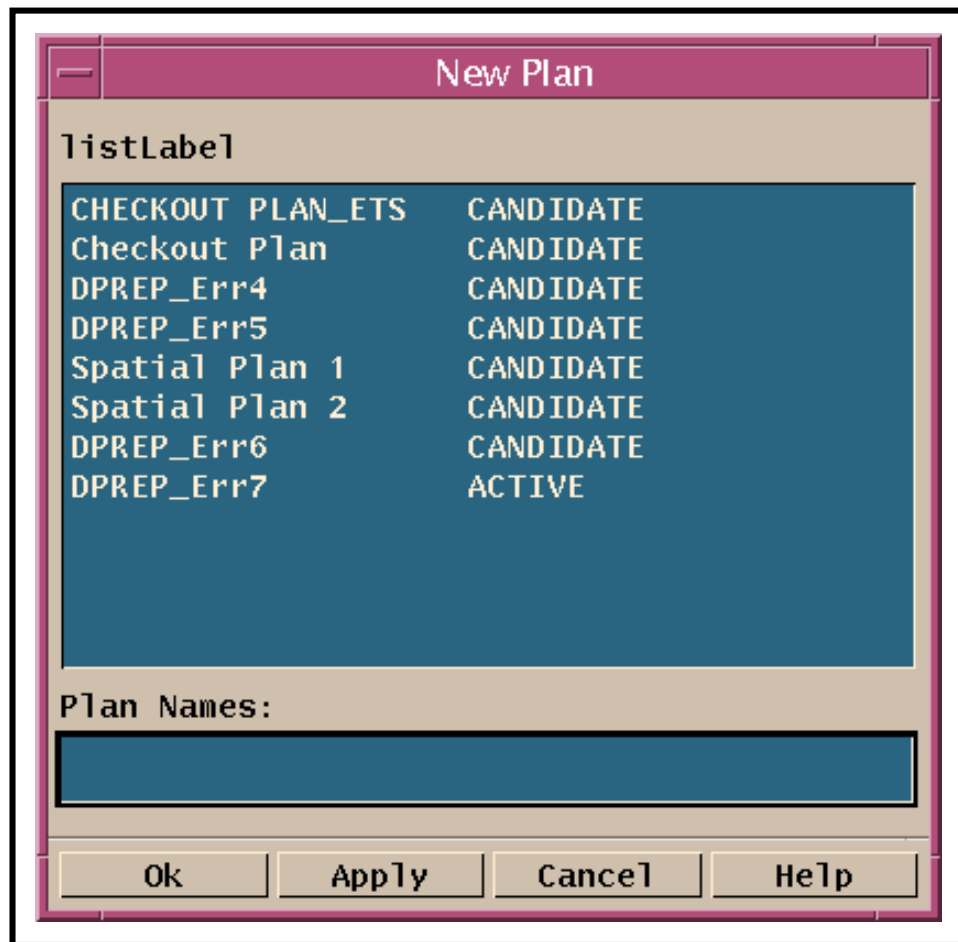 New Plan
listLabel
CHECKOUT PLAN_ETS CANDIDATE
Checkout Plan CANDIDATE
DPREP_Err4 CANDIDATE
DPREP_Err5 CANDIDATE
Spatial Plan 1 CANDIDATE
Spatial Plan 2 CANDIDATE
DPREP_Err6 CANDIDATE
DPREP_Err7 ACTIVE
Plan Names:
Ok Apply Cancel Help